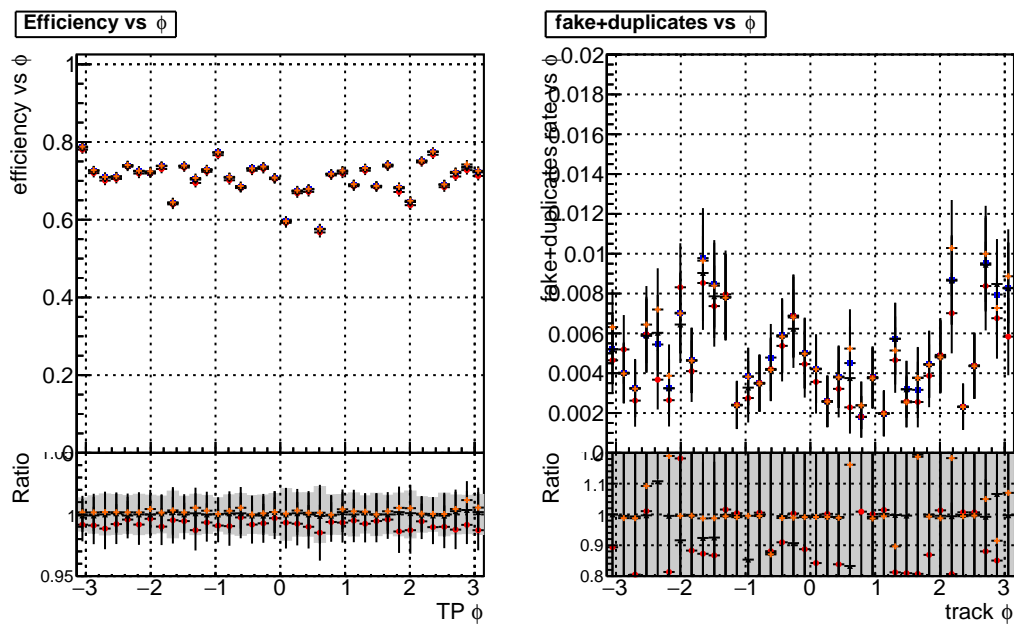 Efficiency vs ϕ
efficiency vs ϕ
1
0.8
0.6
0.4
0.2
0
Ratio
1
0.95
−3 −2 −1 0 1 2 3
TP ϕ
fake+duplicates vs ϕ
fake+duplicates rate vs ϕ
0.02
0.018
0.016
0.014
0.012
0.01
0.008
0.006
0.004
0.002
0
Ratio
1.1
1
0.9
0.8
−3 −2 −1 0 1 2 3
track ϕ